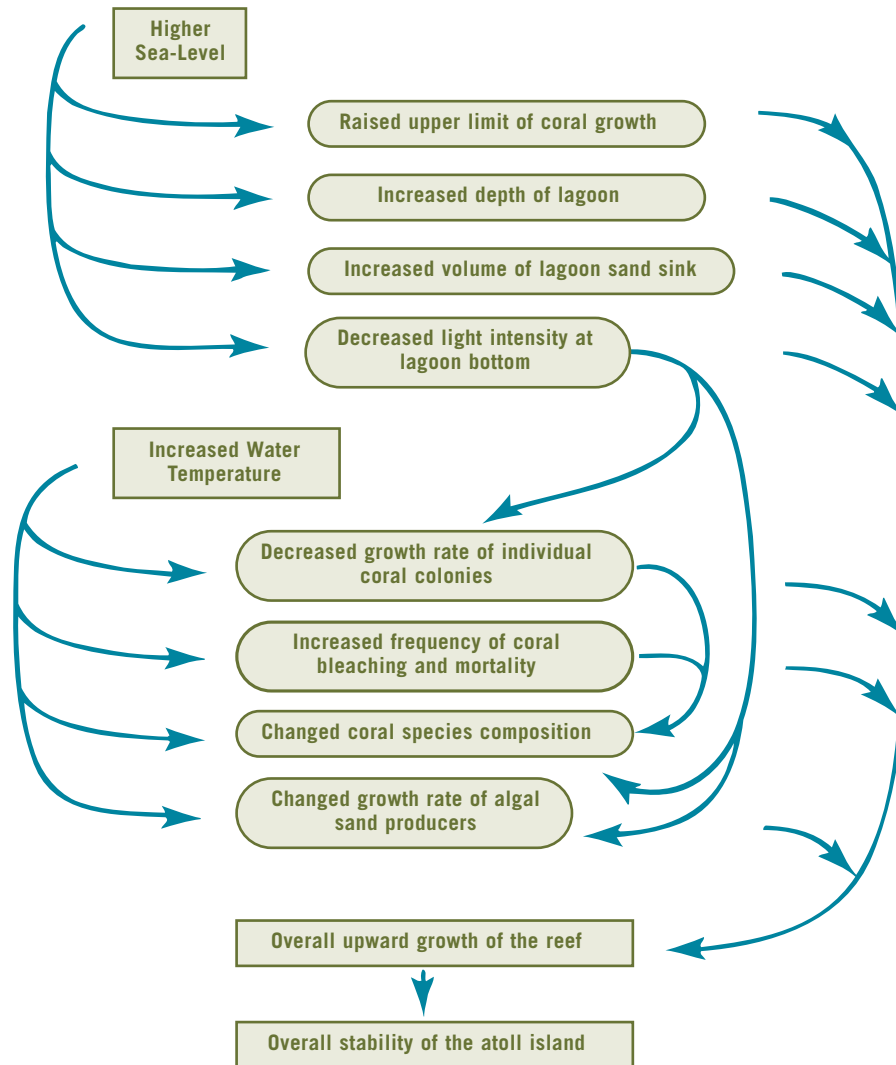 Higher
Sea-Level
Raised upper limit of coral growth
Increased depth of lagoon
Increased volume of lagoon sand sink
Decreased light intensity at
lagoon bottom
Increased Water
Temperature
Decreased growth rate of individual
coral colonies
Increased frequency of coral
bleaching and mortality
Changed coral species composition
Changed growth rate of algal
sand producers
Overall upward growth of the reef
Overall stability of the atoll island